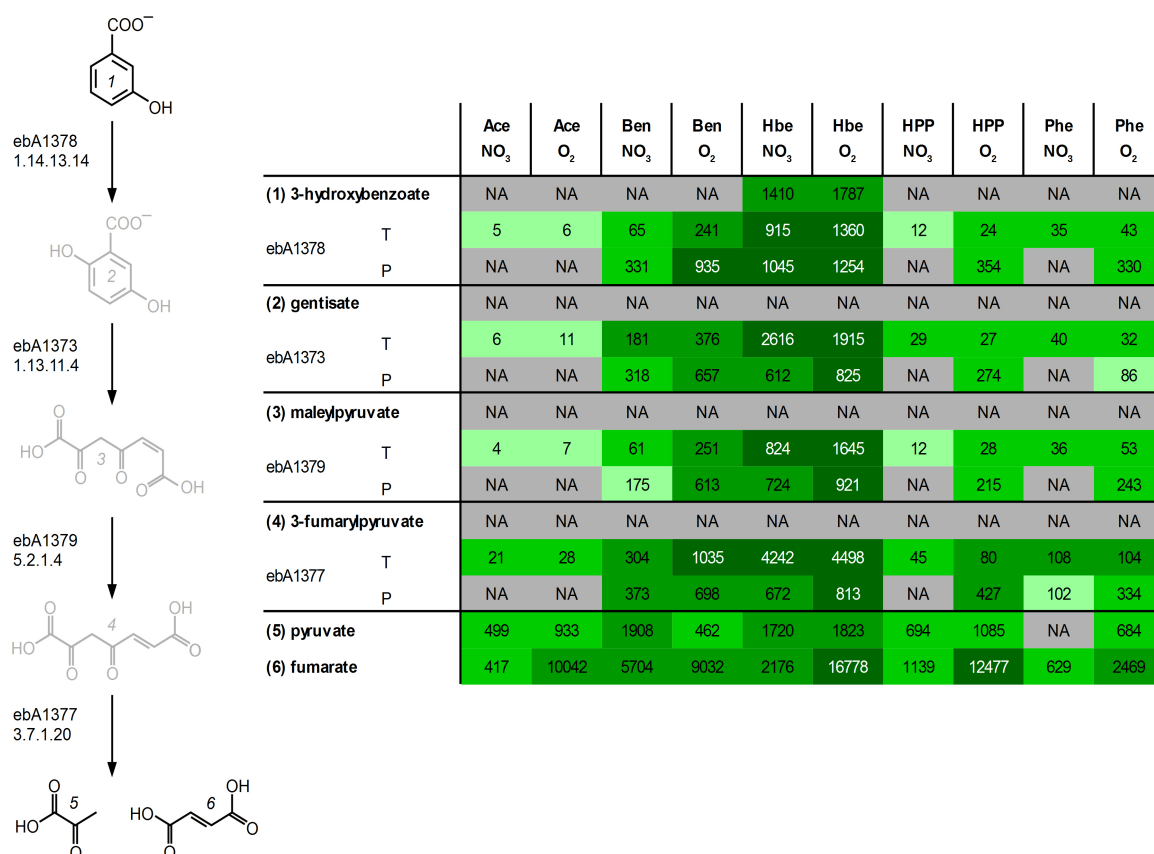 COO−
1
OH
ebA1378
1.14.13.14
COO−
HO
2
OH
ebA1373
1.13.11.4
O
HO
3
O
O
O
OH
ebA1379
5.2.1.4
O
OH
4
HO
O
O
O
ebA1377
3.7.1.20
O
5
HO
O
OH
6
HO
O
O
Ace NO3 Ace O2 Ben NO3 Ben O2 Hbe NO3 Hbe O2 HPP NO3 HPP O2 Phe NO3 Phe O2
(1) 3-hydroxybenzoate NA NA NA NA 1410 1787 NA NA NA NA
ebA1378 T 5 6 65 241 915 1360 12 24 35 43
P NA NA 331 935 1045 1254 NA 354 NA 330
(2) gentisate NA NA NA NA NA NA NA NA NA NA
ebA1373 T 6 11 181 376 2616 1915 29 27 40 32
P NA NA 318 657 612 825 NA 274 NA 86
(3) maleylpyruvate NA NA NA NA NA NA NA NA NA NA
ebA1379 T 4 7 61 251 824 1645 12 28 36 53
P NA NA 175 613 724 921 NA 215 NA 243
(4) 3-fumarylpyruvate NA NA NA NA NA NA NA NA NA NA
ebA1377 T 21 28 304 1035 4242 4498 45 80 108 104
P NA NA 373 698 672 813 NA 427 102 334
(5) pyruvate 499 933 1908 462 1720 1823 694 1085 NA 684
(6) fumarate 417 10042 5704 9032 2176 16778 1139 12477 629 2469